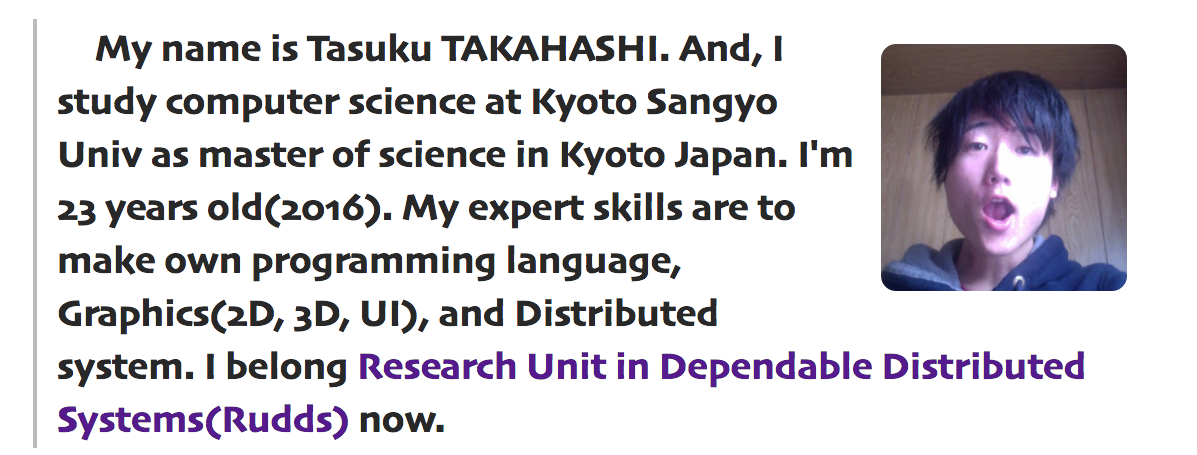 My name is Tasuku TAKAHASHI. And, I
study computer science at Kyoto Sangyo
Univ as master of science in Kyoto Japan. I'm
23 years old(2016). My expert skills are to
make own programming language,
Graphics(2D, 3D, UI), and Distributed
system. I belong Research Unit in Dependable Distributed
Systems(Rudds) now.